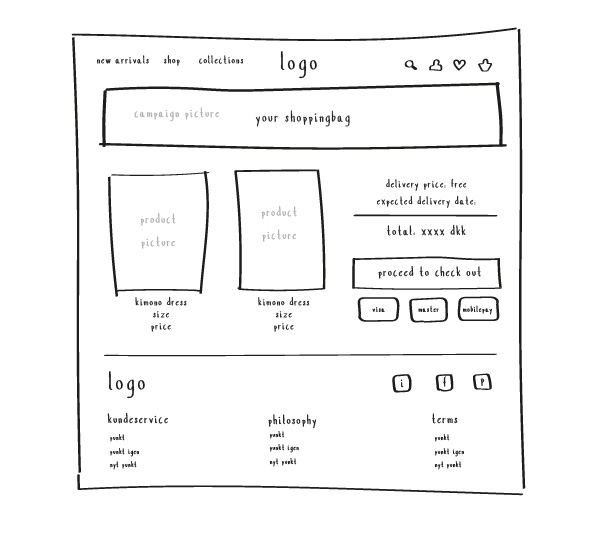 new arrivals shop collections logo
campaign picture your shoppingbag
product
picture
product
picture
kimono dress
size
price
kimono dress
size
price
delivery price: free
expected delivery date:
total: xxxx dkk
proceed to check out
visa master mobilepay
logo
i f p
kundeservice
punkt
punkt igen
nyt punkt
philosophy
punkt
punkt igen
nyt punkt
terms
punkt
punkt igen
nyt punkt